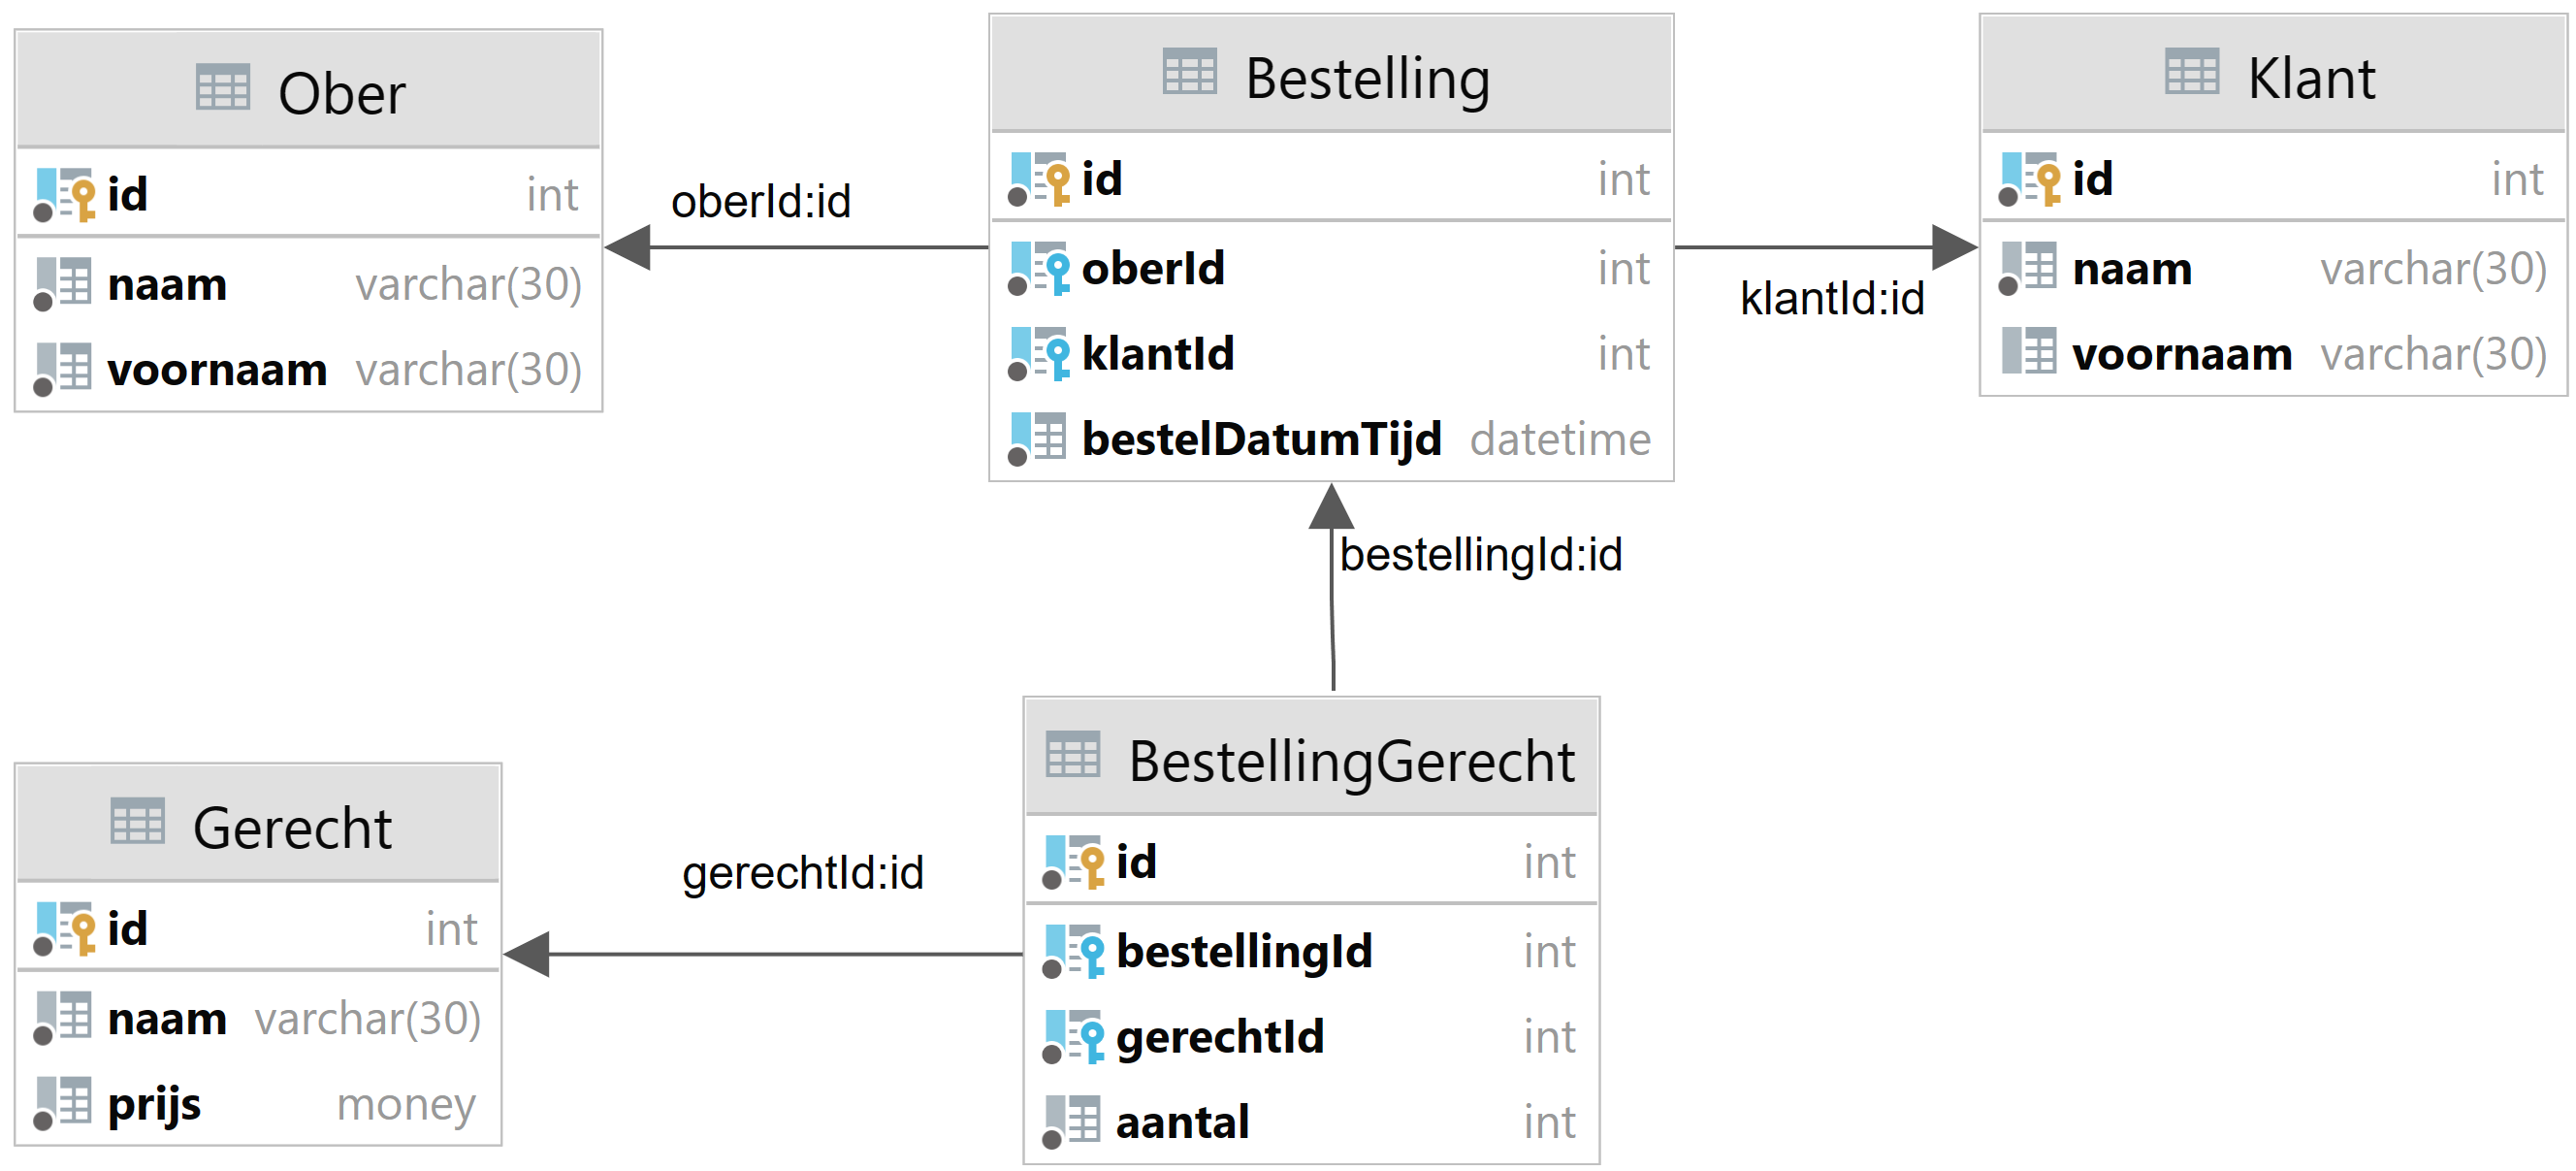 Ober
id int
naam varchar(30)
voornaam varchar(30)
oberId:id
Bestelling
id int
oberId int
klantId int
bestelDatumTijd datetime
klantId:id
Klant
id int
naam varchar(30)
voornaam varchar(30)
bestellingId:id
Gerecht
id int
naam varchar(30)
prijs money
gerechtId:id
BestellingGerecht
id int
bestellingId int
gerechtId int
aantal int